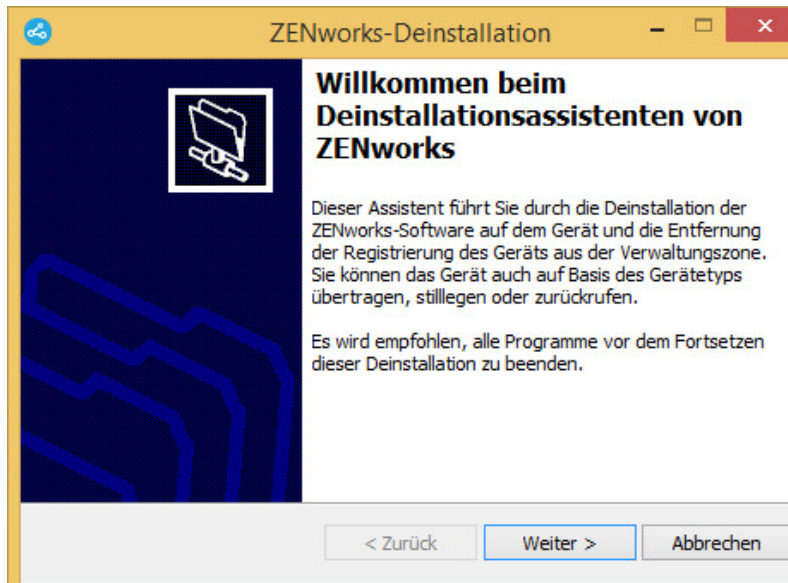 ZENworks-Deinstallation
Willkommen beim
Deinstallationsassistenten von
ZENworks
Dieser Assistent führt Sie durch die Deinstallation der
ZENworks-Software auf dem Gerät und die Entfernung
der Registrierung des Geräts aus der Verwaltungszone.
Sie können das Gerät auch auf Basis des Gerätetyps
übertragen, stilllegen oder zurückrufen.
Es wird empfohlen, alle Programme vor dem Fortsetzen
dieser Deinstallation zu beenden.
< Zurück Weiter > Abbrechen